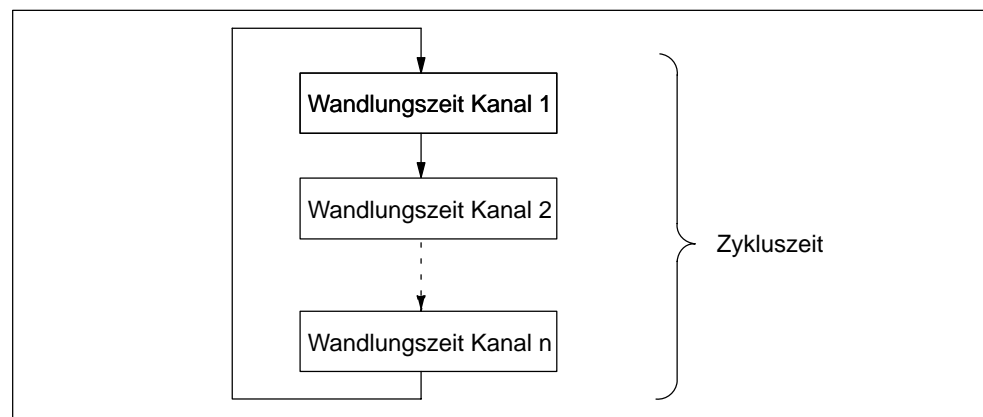 Wandlungszeit Kanal 1
Wandlungszeit Kanal 2
Zykluszeit
Wandlungszeit Kanal n